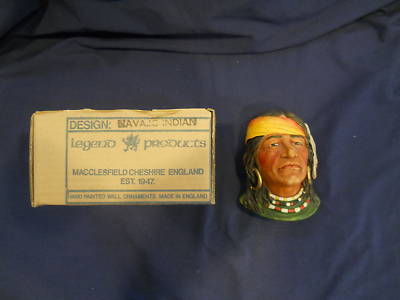 DESIGN: NAVAJO INDIAN
Legend Products
MACCLESFIELD CHESHIRE ENGLAND
EST. 1947.
HAND PAINTED WALL ORNAMENTS. MADE IN ENGLAND